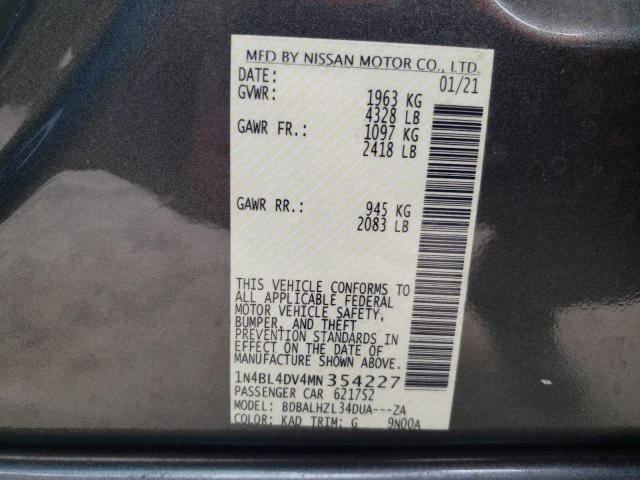 MFD BY NISSAN MOTOR CO., LTD.
DATE: 01/21
GVWR: 1963 KG
4328 LB
GAWR FR.: 1097 KG
2418 LB
GAWR RR.: 945 KG
2083 LB
THIS VEHICLE CONFORMS TO
ALL APPLICABLE FEDERAL
MOTOR VEHICLE SAFETY,
BUMPER, AND THEFT
PREVENTION STANDARDS IN
EFFECT ON THE DATE OF
MANUFACTURE SHOWN ABOVE.
1N4BL4DV4MN354227
PASSENGER CAR 621752
MODEL: BDBALHZL34DUA---ZA
COLOR: KAD TRIM: G 9N00A